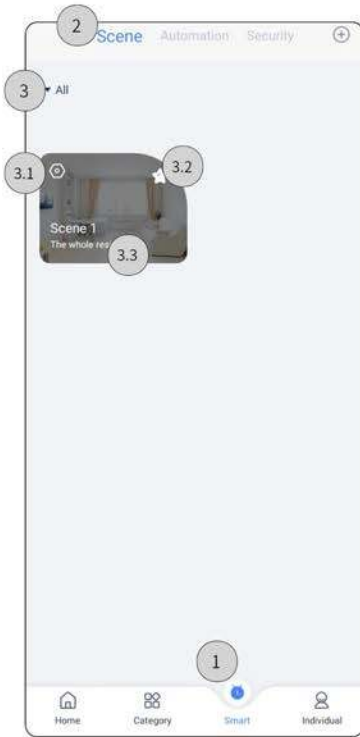 2
Scene Automation Security
3 All
3.1 3.2
Scene 1
The whole res
3.3
1
Home Category Smart Individual